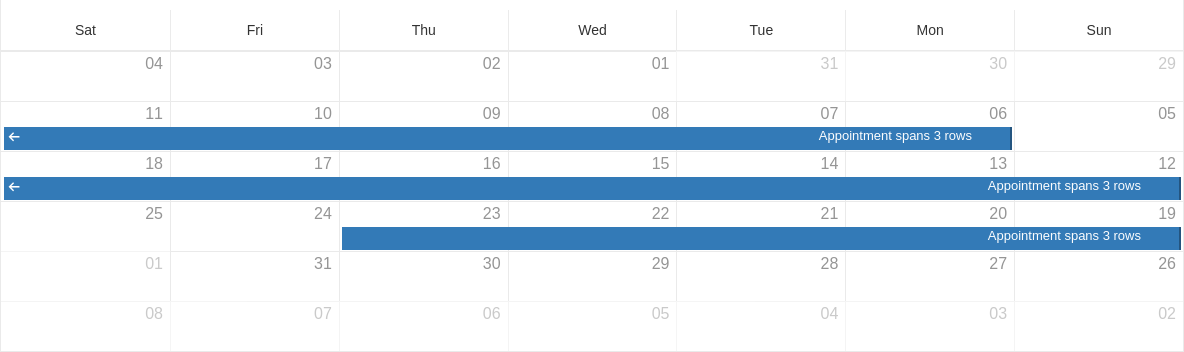 Sat Fri Thu Wed Tue Mon Sun
04 03 02 01 31 30 29
11 10 09 08 07 06 05
Appointment spans 3 rows
18 17 16 15 14 13 12
Appointment spans 3 rows
25 24 23 22 21 20 19
Appointment spans 3 rows
01 31 30 29 28 27 26
08 07 06 05 04 03 02